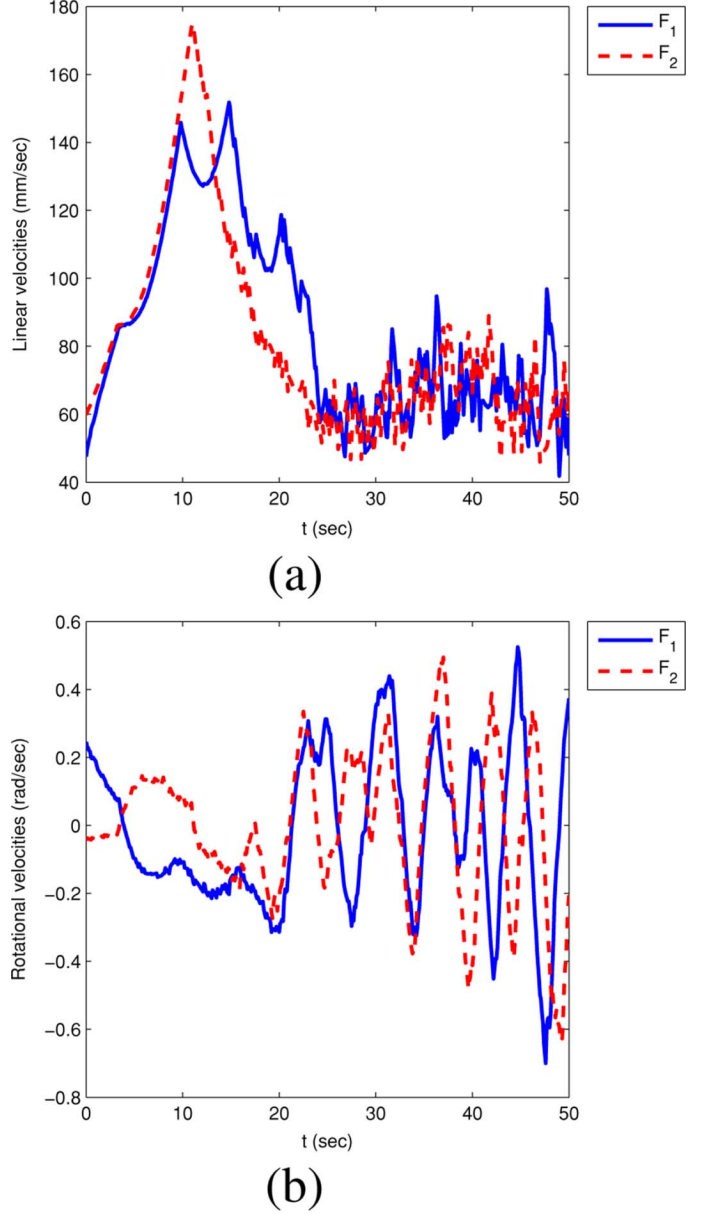 180
160
140
120
100
80
60
40
Linear velocities (mm/sec)
0 10 20 30 40 50
t (sec)
F1
F2
(a)
0.6
0.4
0.2
0
−0.2
−0.4
−0.6
−0.8
Rotational velocities (rad/sec)
0 10 20 30 40 50
t (sec)
F1
F2
(b)